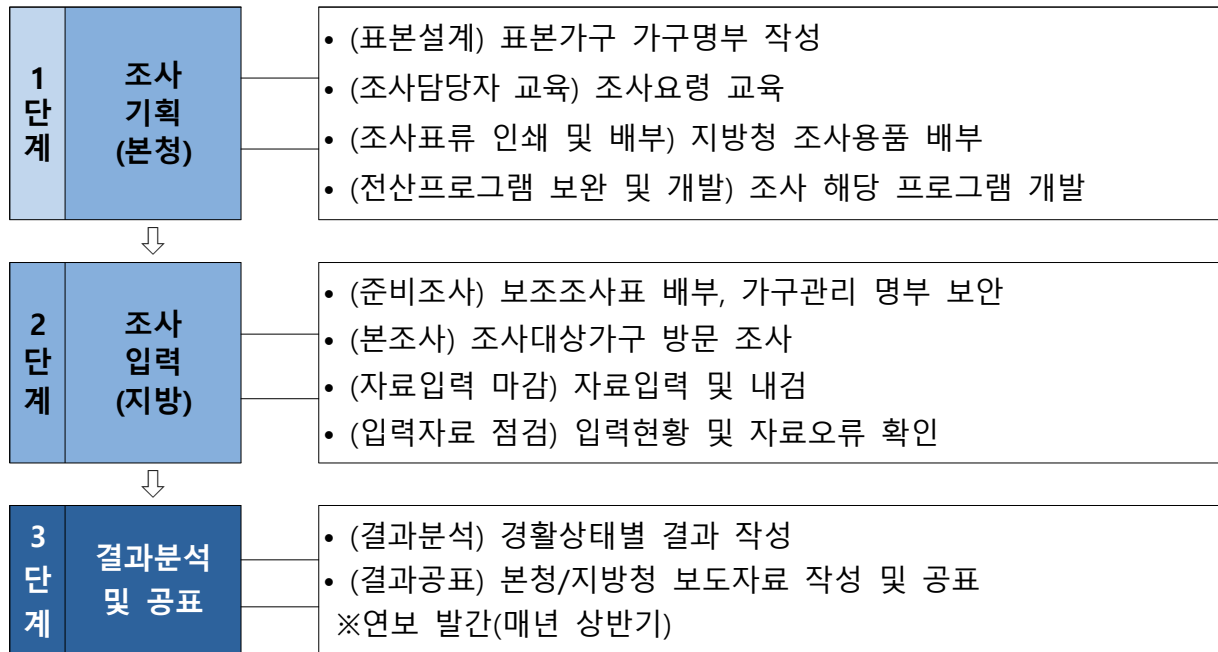 1
단
계
조사
기획
(본청)
• (표본설계) 표본가구 가구명부 작성
• (조사담당자 교육) 조사요령 교육
• (조사표류 인쇄 및 배부) 지방청 조사용품 배부
• (전산프로그램 보완 및 개발) 조사 해당 프로그램 개발
2
단
계
조사
입력
(지방)
• (준비조사) 보조조사표 배부, 가구관리 명부 보안
• (본조사) 조사대상가구 방문 조사
• (자료입력 마감) 자료입력 및 내검
• (입력자료 점검) 입력현황 및 자료오류 확인
3
단
계
결과분석
및 공표
• (결과분석) 경활상태별 결과 작성
• (결과공표) 본청/지방청 보도자료 작성 및 공표
※연보 발간(매년 상반기)